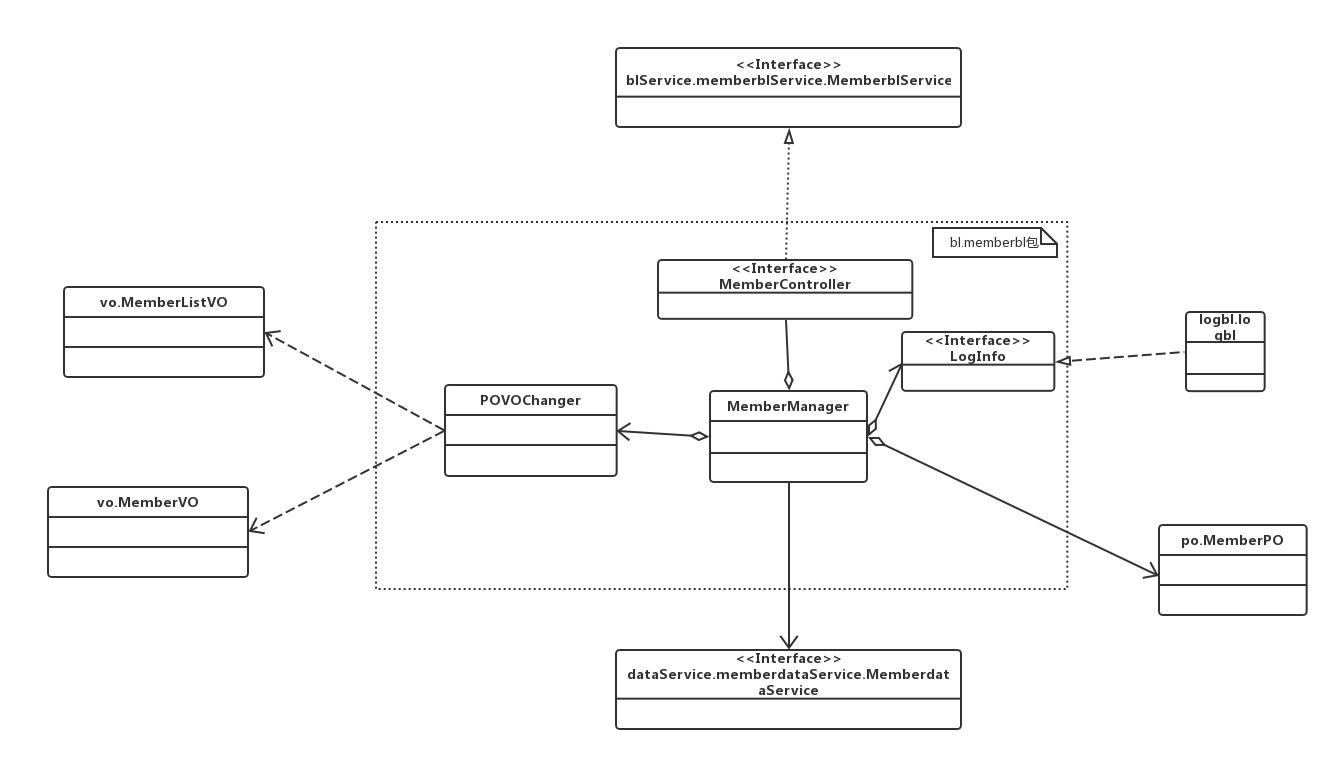 <<Interface>>
blService.memberblService.MemberblService
bl.memberbl包
<<Interface>>
MemberController
vo.MemberListVO
logbl.lo
gbl
<<Interface>>
LogInfo
POVOChanger
MemberManager
vo.MemberVO
po.MemberPO
<<Interface>>
dataService.memberdataService.Memberdat
aService